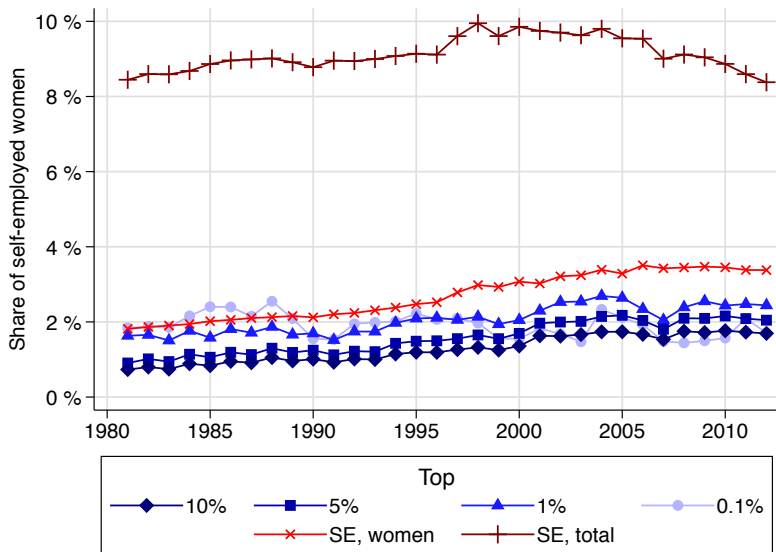 Share of self-employed women
10 %
8 %
6 %
4 %
2 %
0 %
1980 1985 1990 1995 2000 2005 2010
Top
10% 5% 1% 0.1%
SE, women SE, total